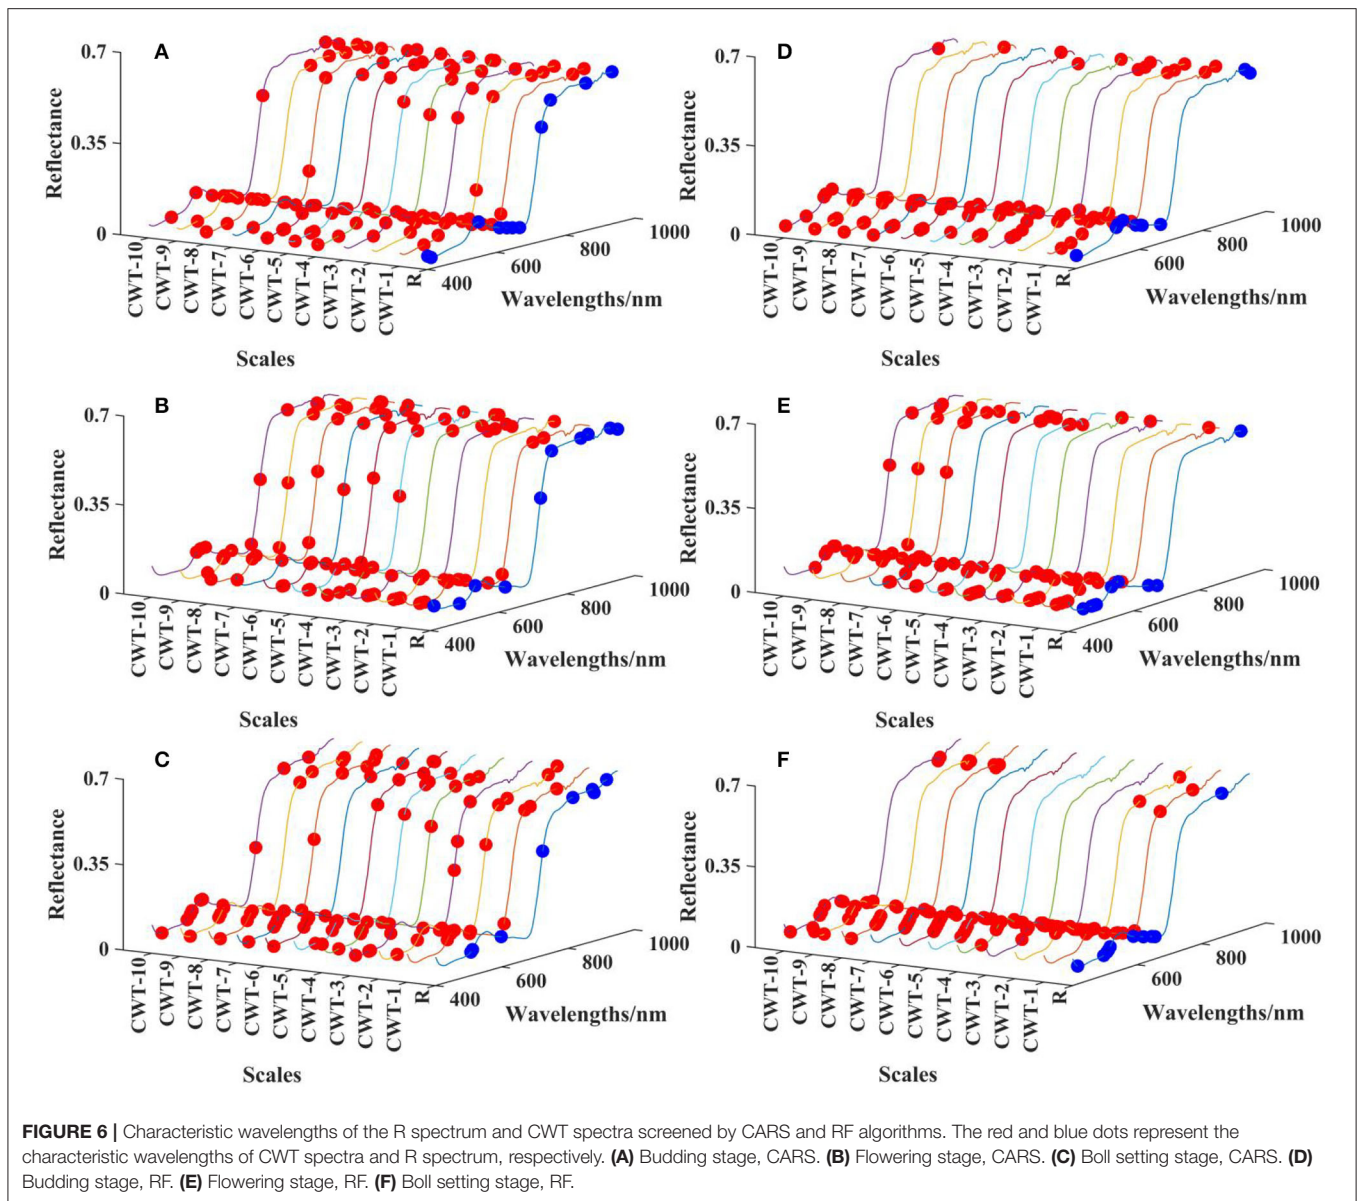 A
0.7
0.35
0
Reflectance
CWT-10
CWT-9
CWT-8
CWT-7
CWT-6
CWT-5
CWT-4
CWT-3
CWT-2
CWT-1
R
400
600
800
1000
Wavelengths/nm
Scales
D
0.7
0.35
0
Reflectance
CWT-10
CWT-9
CWT-8
CWT-7
CWT-6
CWT-5
CWT-4
CWT-3
CWT-2
CWT-1
R
600
800
1000
Wavelengths/nm
Scales
B
0.7
0.35
0
Reflectance
CWT-10
CWT-9
CWT-8
CWT-7
CWT-6
CWT-5
CWT-4
CWT-3
CWT-2
CWT-1
R
400
600
800
1000
Wavelengths/nm
Scales
E
0.7
0.35
0
Reflectance
CWT-10
CWT-9
CWT-8
CWT-7
CWT-6
CWT-5
CWT-4
CWT-3
CWT-2
CWT-1
R
400
600
800
1000
Wavelengths/nm
Scales
C
0.7
0.35
0
Reflectance
CWT-10
CWT-9
CWT-8
CWT-7
CWT-6
CWT-5
CWT-4
CWT-3
CWT-2
CWT-1
R
400
600
800
1000
Wavelengths/nm
Scales
F
0.7
0.35
0
Reflectance
CWT-10
CWT-9
CWT-8
CWT-7
CWT-6
CWT-5
CWT-4
CWT-3
CWT-2
CWT-1
R
600
800
1000
Wavelengths/nm
Scales
FIGURE 6 | Characteristic wavelengths of the R spectrum and CWT spectra screened by CARS and RF algorithms. The red and blue dots represent the
characteristic wavelengths of CWT spectra and R spectrum, respectively. (A) Budding stage, CARS. (B) Flowering stage, CARS. (C) Boll setting stage, CARS. (D)
Budding stage, RF. (E) Flowering stage, RF. (F) Boll setting stage, RF.